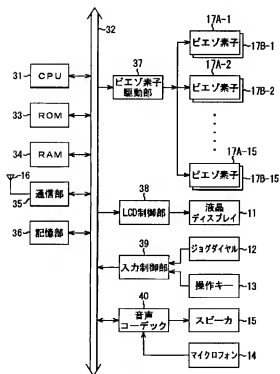 32
31
CPU
33
ROM
34
RAM
16
通信部
35
36
記憶部
37
ピエゾ素子
駆動部
17A-1
ピエゾ素子
17B-1
17A-2
ピエゾ素子
17B-2
17A-15
ピエゾ素子
17B-15
38
LCD制御部
液晶
ディスプレイ
11
39
入力制御部
ジョグダイヤル
12
操作キー
13
40
音声
コーデック
スピーカ
15
マイクロフォン
14